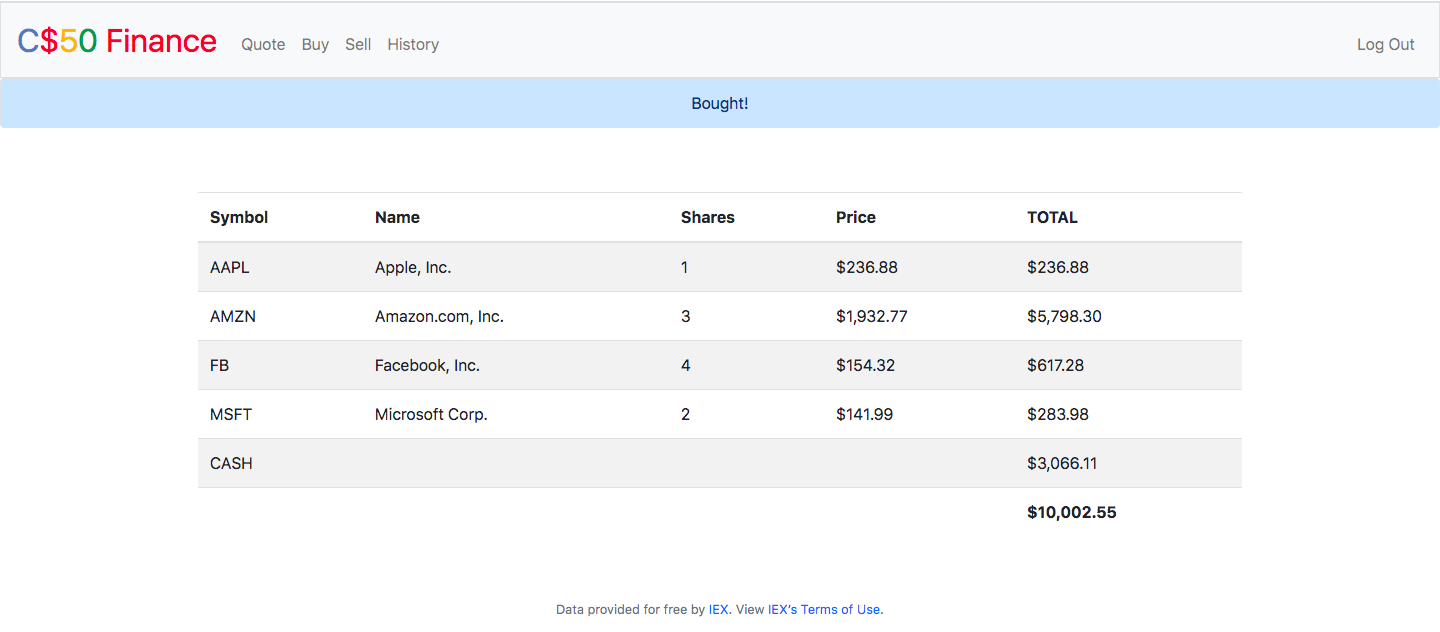 C$50 Finance Quote Buy Sell History Log Out
Bought!
Symbol Name Shares Price TOTAL
AAPL Apple, Inc. 1 $236.88 $236.88
AMZN Amazon.com, Inc. 3 $1,932.77 $5,798.30
FB Facebook, Inc. 4 $154.32 $617.28
MSFT Microsoft Corp. 2 $141.99 $283.98
CASH $3,066.11
$10,002.55
Data provided for free by IEX. View IEX’s Terms of Use.